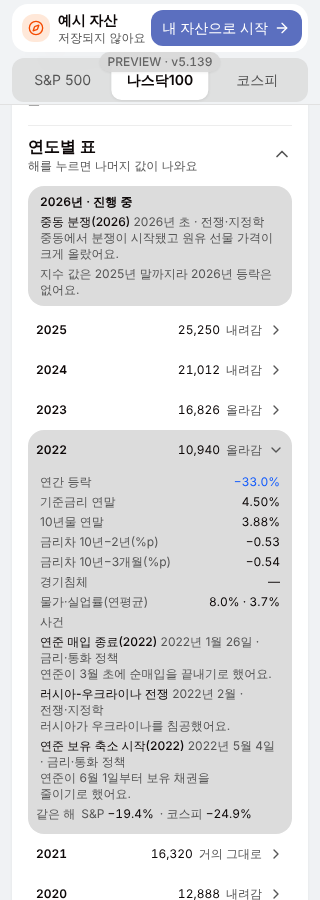 예시 자산
저장되지 않아요
내 자산으로 시작 →
PREVIEW · v5.139
S&P 500
나스닥100
코스피
연도별 표
해를 누르면 나머지 값이 나와요
2026년 · 진행 중
중동 분쟁(2026) 2026년 초 · 전쟁·지정학
중동에서 분쟁이 시작됐고 원유 선물 가격이
크게 올랐어요.
지수 값은 2025년 말까지라 2026년 등락은
없어요.
2025 25,250 내려감
2024 21,012 내려감
2023 16,826 올라감
2022 10,940 올라감
연간 등락 −33.0%
기준금리 연말 4.50%
10년물 연말 3.88%
금리차 10년−2년(%p) −0.53
금리차 10년−3개월(%p) −0.54
경기침체 —
물가·실업률(연평균) 8.0% · 3.7%
사건
연준 매입 종료(2022) 2022년 1월 26일 ·
금리·통화 정책
연준이 3월 초에 순매입을 끝내기로 했어요.
러시아-우크라이나 전쟁 2022년 2월 ·
전쟁·지정학
러시아가 우크라이나를 침공했어요.
연준 보유 축소 시작(2022) 2022년 5월 4일
· 금리·통화 정책
연준이 6월 1일부터 보유 채권을
줄이기로 했어요.
같은 해 S&P −19.4% · 코스피 −24.9%
2021 16,320 거의 그대로
2020 12,888 내려감